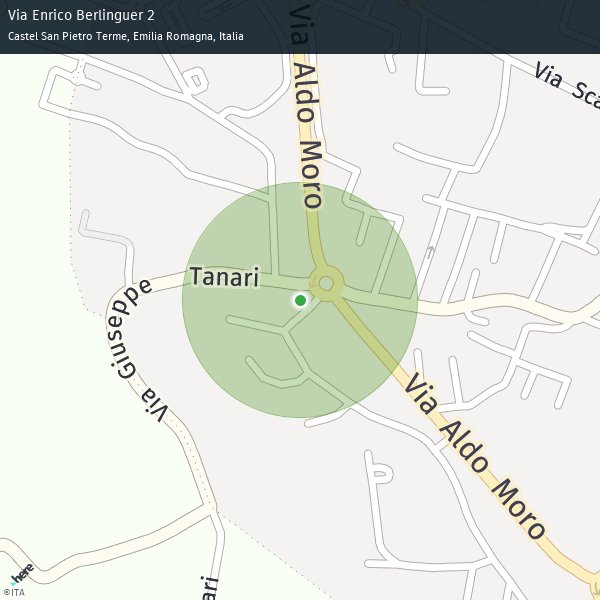 Via Enrico Berlinguer 2
Castel San Pietro Terme, Emilia Romagna, Italia
Via Aldo Moro
Via Sca
Tanari
Via Giuseppe
Via Aldo Moro
nari
here
©ITA